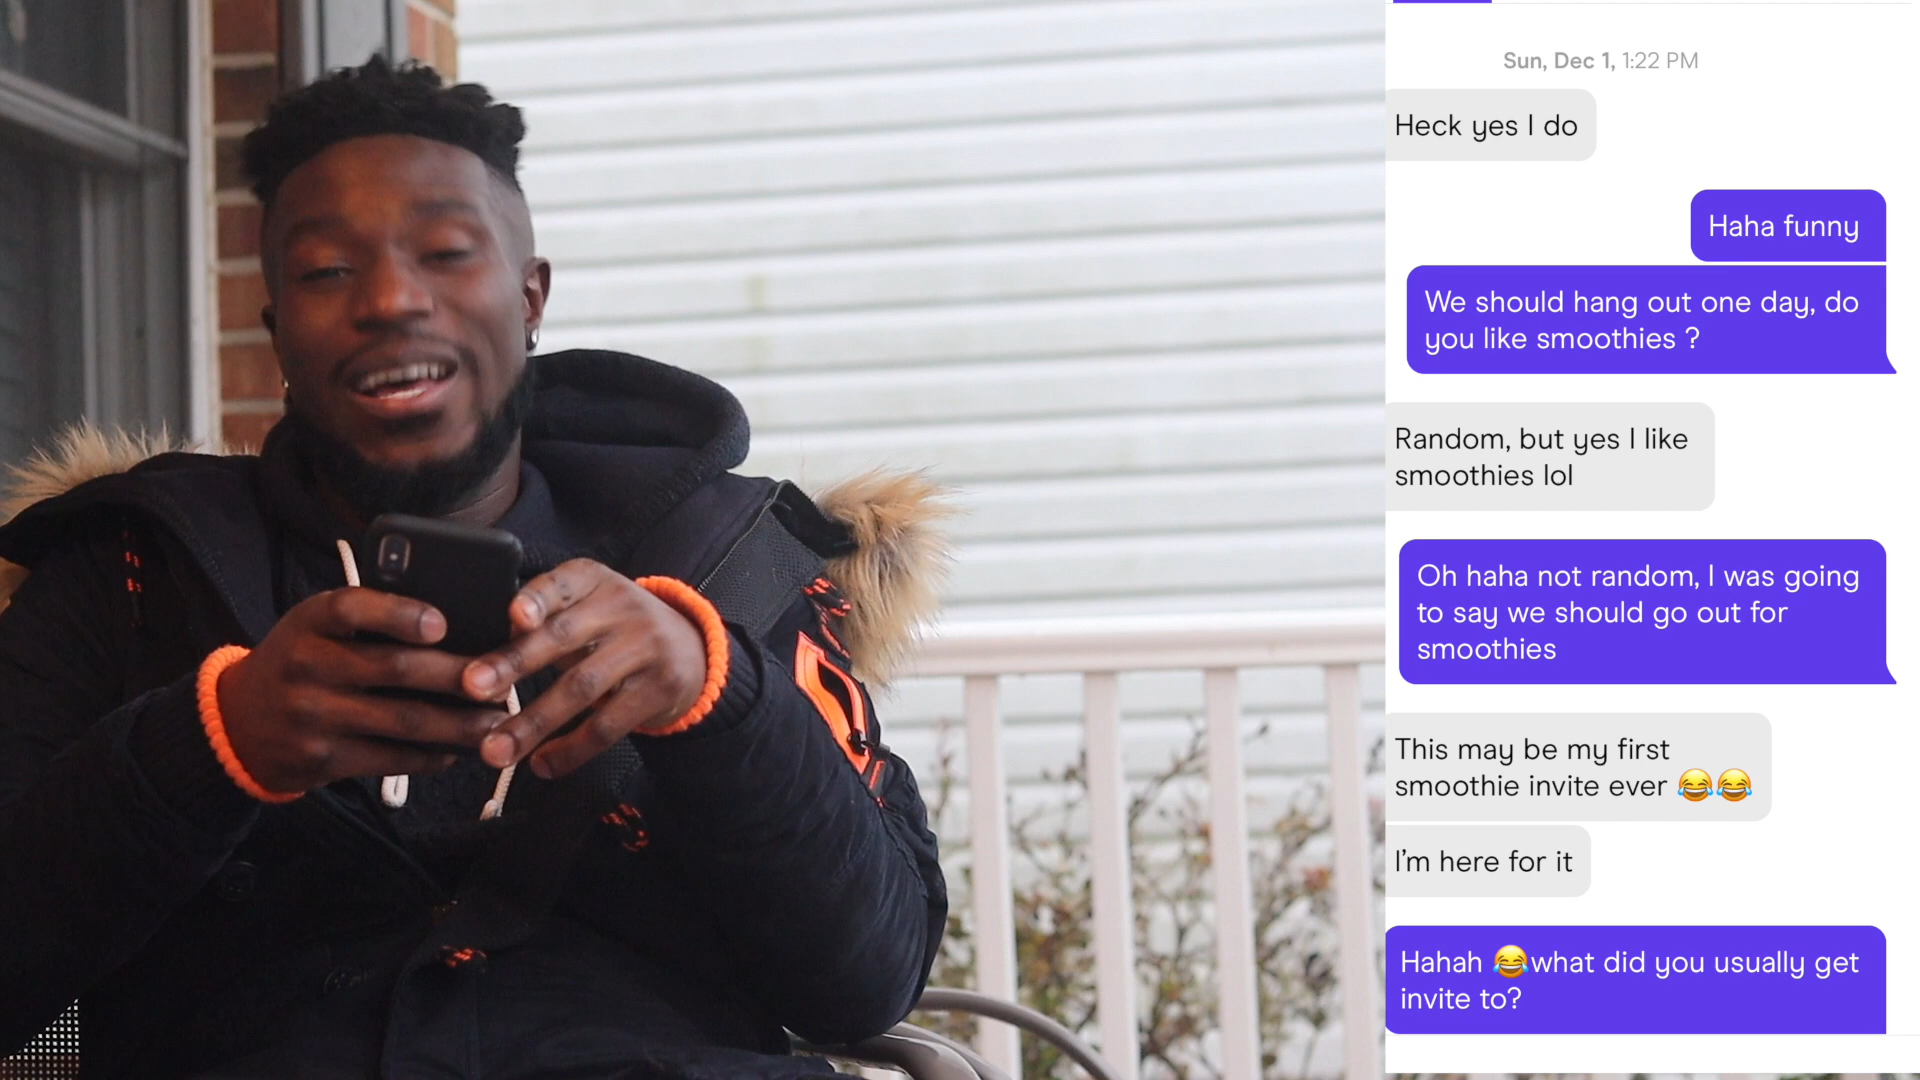 Sun, Dec 1, 1:22 PM
Heck yes I do
Haha funny
We should hang out one day, do
you like smoothies ?
Random, but yes I like
smoothies lol
Oh haha not random, I was going
to say we should go out for
smoothies
This may be my first
smoothie invite ever 😂😂
I'm here for it
Hahah 😂what did you usually get
invite to?